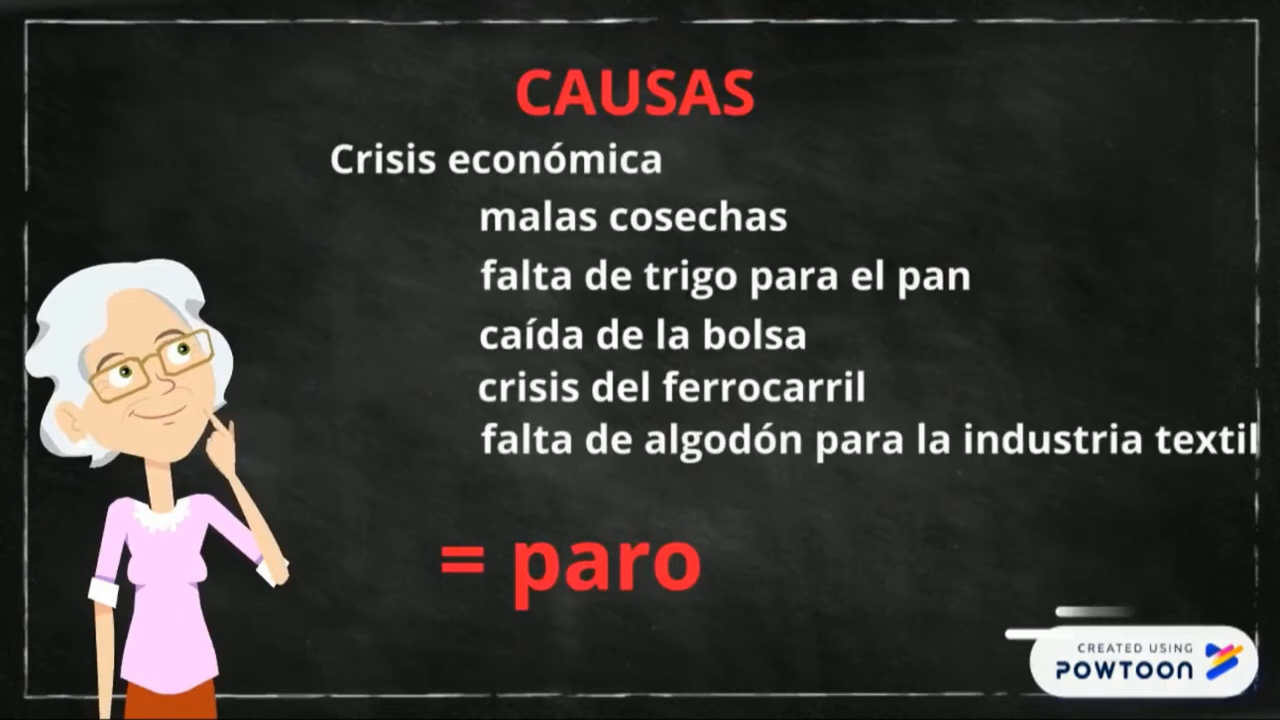 CAUSAS
Crisis económica
malas cosechas
falta de trigo para el pan
caída de la bolsa
crisis del ferrocarril
falta de algodón para la industria textil
= paro
CREATED USING
POWTOON